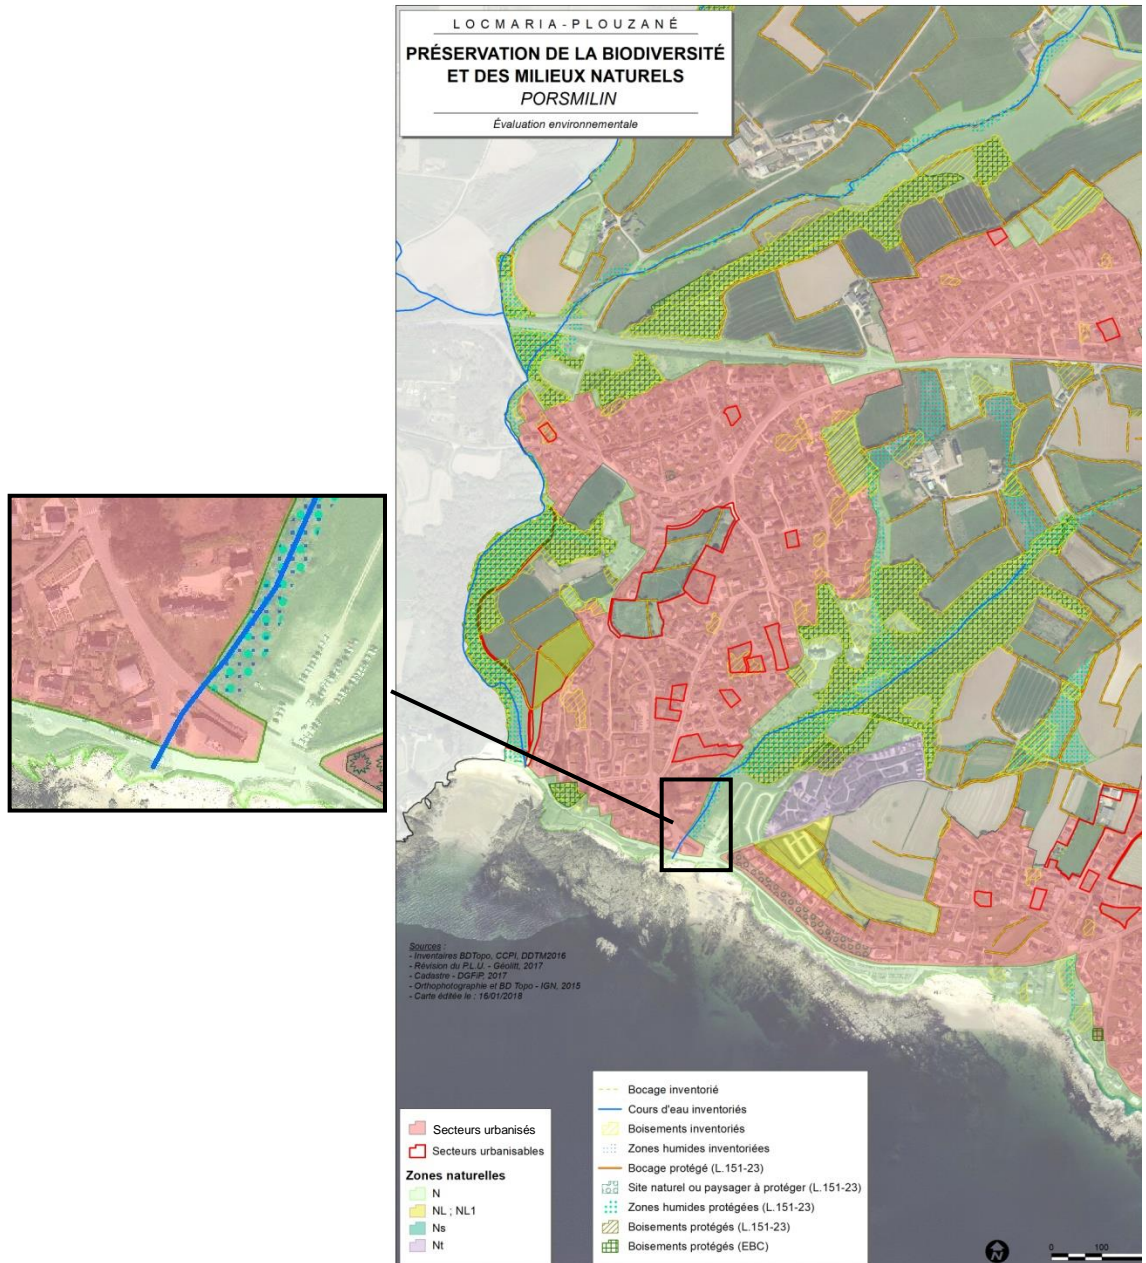 LOCMARIA-PLOUZANÉ
PRÉSERVATION DE LA BIODIVERSITÉ
ET DES MILIEUX NATURELS
PORSMILIN
Évaluation environnementale
Sources :
- Inventaires BDTopo, CCPI, DDTM2016
- Révision du P.L.U. - Géolitt, 2017
- Cadastre - DGFiP, 2017
- Orthophotographie et BD Topo - IGN, 2015
- Carte éditée le : 16/01/2018
Secteurs urbanisés
Secteurs urbanisables
Zones naturelles
N
NL ; NL1
Ns
Nt
Bocage inventorié
Cours d'eau inventoriés
Boisements inventoriés
Zones humides inventoriées
Bocage protégé (L.151-23)
Site naturel ou paysager à protéger (L.151-23)
Zones humides protégées (L.151-23)
Boisements protégés (L.151-23)
Boisements protégés (EBC)
N
0 100